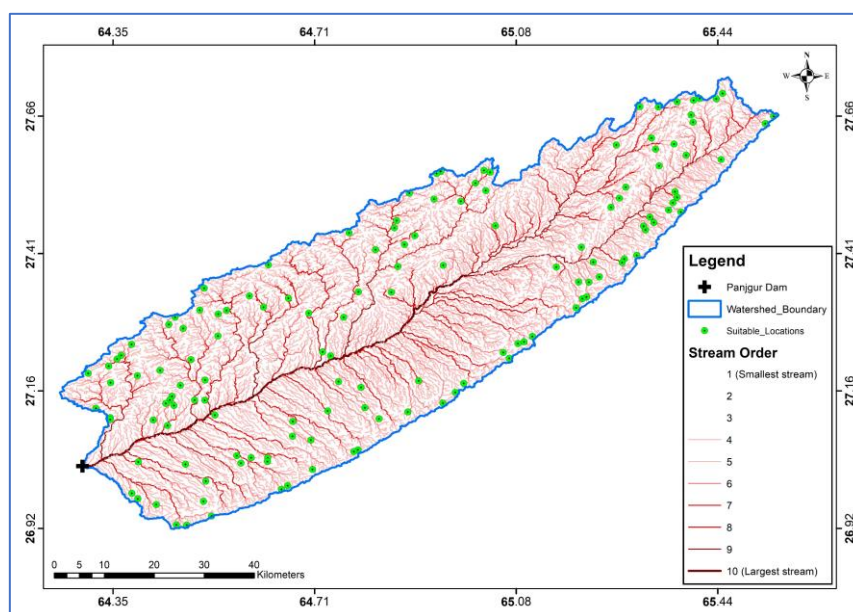 64.35 64.71 65.08 65.44
N
W E
S
27.66 27.66
27.41 27.41
27.16 27.16
26.92 26.92
Legend
Panjgur Dam
Watershed_Boundary
Suitable_Locations
Stream Order
1 (Smallest stream)
2
3
4
5
6
7
8
9
10 (Largest stream)
0 5 10 20 30 40
Kilometers
64.35 64.71 65.08 65.44